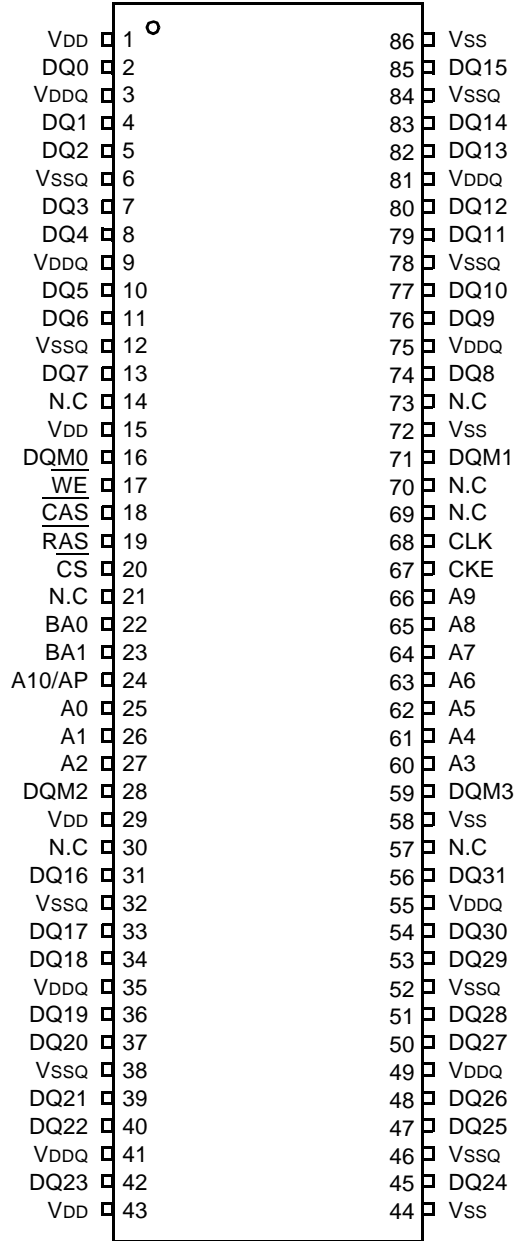 VDD 1 86 VSS
DQ0 2 85 DQ15
VDDQ 3 84 VSSQ
DQ1 4 83 DQ14
DQ2 5 82 DQ13
VSSQ 6 81 VDDQ
DQ3 7 80 DQ12
DQ4 8 79 DQ11
VDDQ 9 78 VSSQ
DQ5 10 77 DQ10
DQ6 11 76 DQ9
VSSQ 12 75 VDDQ
DQ7 13 74 DQ8
N.C 14 73 N.C
VDD 15 72 VSS
DQM0 16 71 DQM1
WE 17 70 N.C
CAS 18 69 N.C
RAS 19 68 CLK
CS 20 67 CKE
N.C 21 66 A9
BA0 22 65 A8
BA1 23 64 A7
A10/AP 24 63 A6
A0 25 62 A5
A1 26 61 A4
A2 27 60 A3
DQM2 28 59 DQM3
VDD 29 58 VSS
N.C 30 57 N.C
DQ16 31 56 DQ31
VSSQ 32 55 VDDQ
DQ17 33 54 DQ30
DQ18 34 53 DQ29
VDDQ 35 52 VSSQ
DQ19 36 51 DQ28
DQ20 37 50 DQ27
VSSQ 38 49 VDDQ
DQ21 39 48 DQ26
DQ22 40 47 DQ25
VDDQ 41 46 VSSQ
DQ23 42 45 DQ24
VDD 43 44 VSS